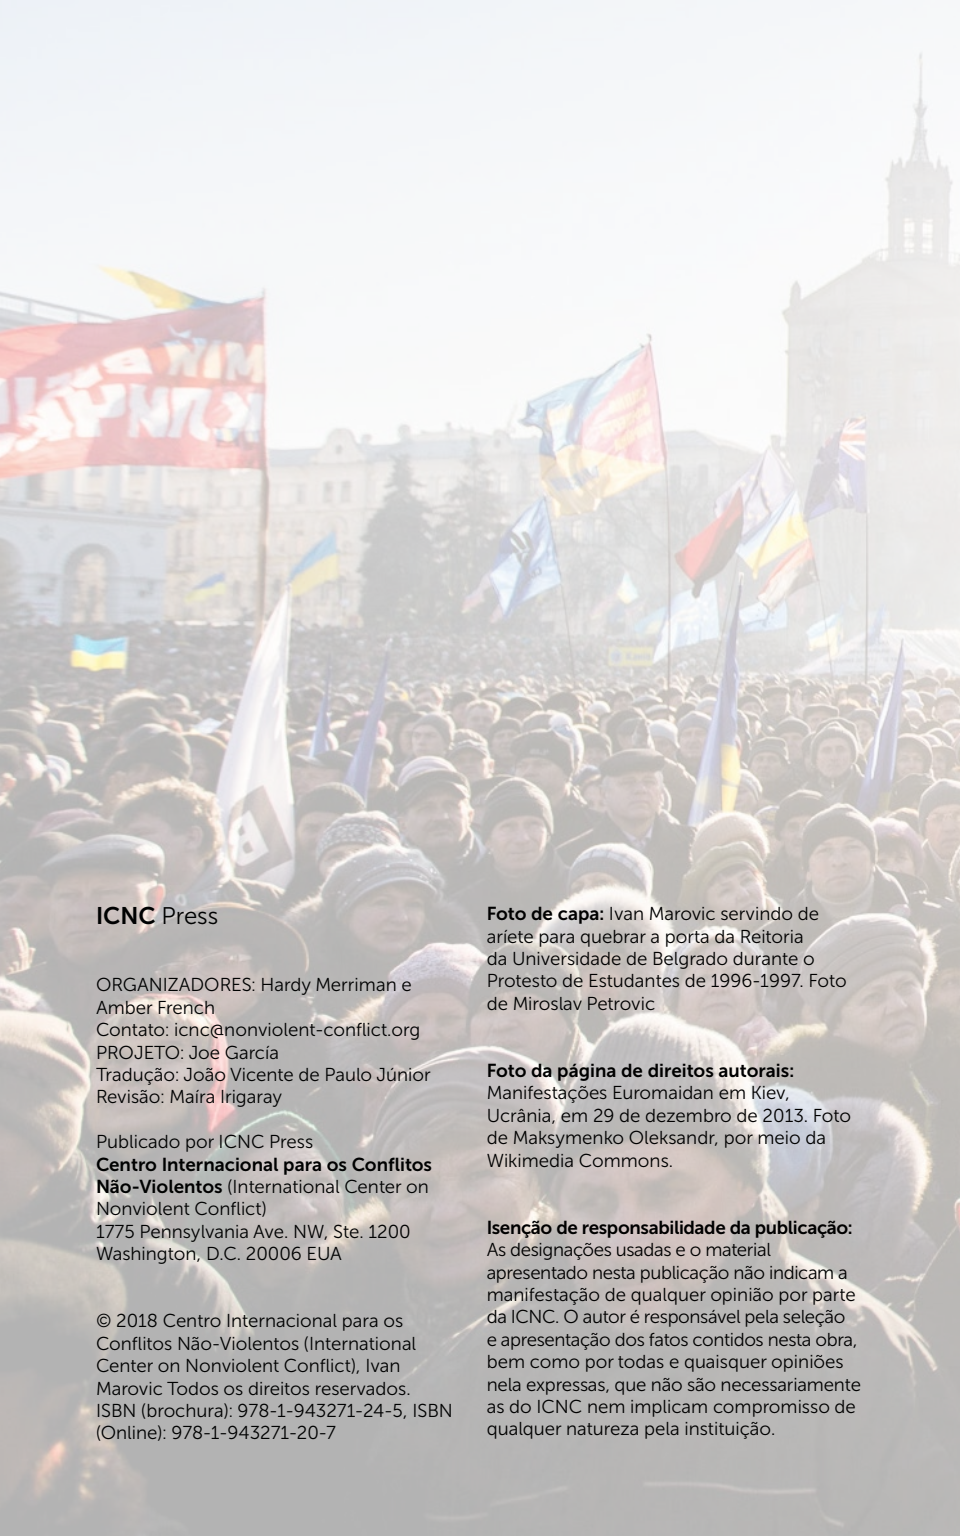 ICNC Press
ORGANIZADORES: Hardy Merriman e
Amber French
Contato: icnc@nonviolent-conflict.org
PROJETO: Joe García
Tradução: João Vicente de Paulo Júnior
Revisão: Maíra Irigaray
Publicado por ICNC Press
Centro Internacional para os Conflitos
Não-Violentos (International Center on
Nonviolent Conflict)
1775 Pennsylvania Ave. NW, Ste. 1200
Washington, D.C. 20006 EUA
© 2018 Centro Internacional para os
Conflitos Não-Violentos (International
Center on Nonviolent Conflict), Ivan
Marovic Todos os direitos reservados.
ISBN (brochura): 978-1-943271-24-5, ISBN
(Online): 978-1-943271-20-7
Foto de capa: Ivan Marovic servindo de
aríete para quebrar a porta da Reitoria
da Universidade de Belgrado durante o
Protesto de Estudantes de 1996-1997. Foto
de Miroslav Petrovic
Foto da página de direitos autorais:
Manifestações Euromaidan em Kiev,
Ucrânia, em 29 de dezembro de 2013. Foto
de Maksymenko Oleksandr, por meio da
Wikimedia Commons.
Isenção de responsabilidade da publicação:
As designações usadas e o material
apresentado nesta publicação não indicam a
manifestação de qualquer opinião por parte
da ICNC. O autor é responsável pela seleção
e apresentação dos fatos contidos nesta obra,
bem como por todas e quaisquer opiniões
nela expressas, que não são necessariamente
as do ICNC nem implicam compromisso de
qualquer natureza pela instituição.